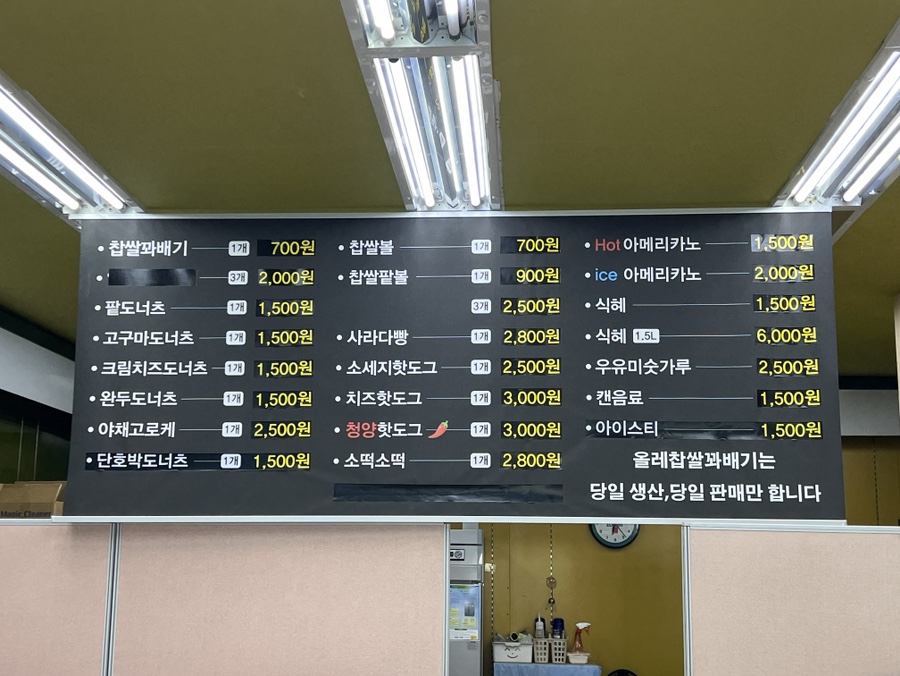 • 찹쌀꽈배기 1개 700원
• 3개 2,000원
• 팥도너츠 1개 1,500원
• 고구마도너츠 1개 1,500원
• 크림치즈도너츠 1개 1,500원
• 완두도너츠 1개 1,500원
• 야채고로케 1개 2,500원
• 단호박도너츠 1개 1,500원
• 찹쌀볼 1개 700원
• 찹쌀팥볼 1개 900원
3개 2,500원
• 사라다빵 1개 2,800원
• 소세지핫도그 1개 2,500원
• 치즈핫도그 1개 3,000원
• 청양핫도그 1개 3,000원
• 소떡소떡 1개 2,800원
• Hot 아메리카노 1,500원
• ice 아메리카노 2,000원
• 식혜 1,500원
• 식혜 1.5L 6,000원
• 우유미숫가루 2,500원
• 캔음료 1,500원
• 아이스티 1,500원
올레찹쌀꽈배기는
당일 생산,당일 판매만 합니다
Magic Cleaner